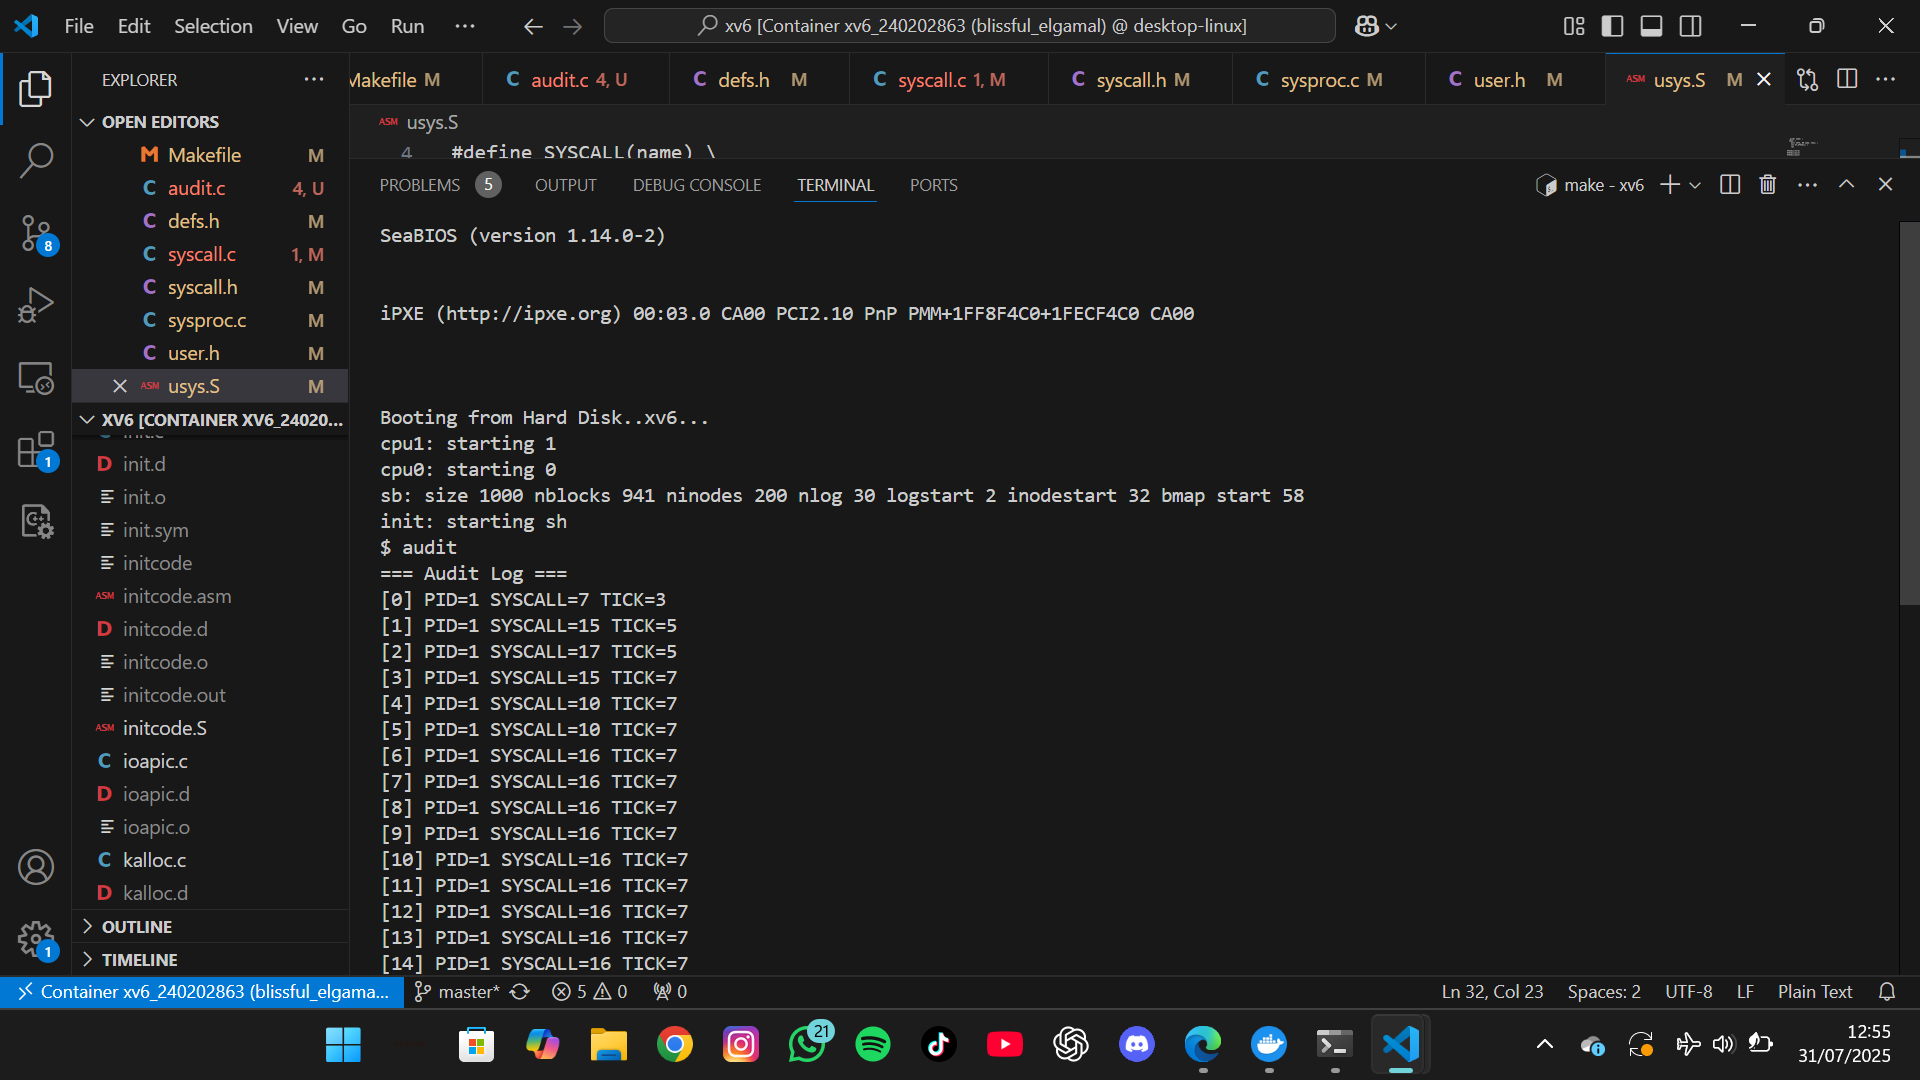 File Edit Selection View Go Run ···
xv6 [Container xv6_240202863 (blissful_elgamal) @ desktop-linux]
EXPLORER
Makefile M
audit.c 4, U
defs.h M
syscall.c 1, M
syscall.h M
sysproc.c M
user.h M
ASM usys.S M
OPEN EDITORS
Makefile M
audit.c 4, U
defs.h M
syscall.c 1, M
syscall.h M
sysproc.c M
user.h M
ASM usys.S M
XV6 [CONTAINER XV6_24020...
init.c
init.d
init.o
init.sym
initcode
ASM initcode.asm
initcode.d
initcode.o
initcode.out
ASM initcode.S
ioapic.c
ioapic.d
ioapic.o
kalloc.c
kalloc.d
OUTLINE
TIMELINE
8
1
1
ASM usys.S
4 #define SYSCALL(name) \
PROBLEMS 5 OUTPUT DEBUG CONSOLE TERMINAL PORTS
make - xv6
SeaBIOS (version 1.14.0-2)
iPXE (http://ipxe.org) 00:03.0 CA00 PCI2.10 PnP PMM+1FF8F4C0+1FECF4C0 CA00
Booting from Hard Disk..xv6...
cpu1: starting 1
cpu0: starting 0
sb: size 1000 nblocks 941 ninodes 200 nlog 30 logstart 2 inodestart 32 bmap start 58
init: starting sh
$ audit
=== Audit Log ===
[0] PID=1 SYSCALL=7 TICK=3
[1] PID=1 SYSCALL=15 TICK=5
[2] PID=1 SYSCALL=17 TICK=5
[3] PID=1 SYSCALL=15 TICK=7
[4] PID=1 SYSCALL=10 TICK=7
[5] PID=1 SYSCALL=10 TICK=7
[6] PID=1 SYSCALL=16 TICK=7
[7] PID=1 SYSCALL=16 TICK=7
[8] PID=1 SYSCALL=16 TICK=7
[9] PID=1 SYSCALL=16 TICK=7
[10] PID=1 SYSCALL=16 TICK=7
[11] PID=1 SYSCALL=16 TICK=7
[12] PID=1 SYSCALL=16 TICK=7
[13] PID=1 SYSCALL=16 TICK=7
[14] PID=1 SYSCALL=16 TICK=7
Container xv6_240202863 (blissful_elgama... master* 5 0 0
Ln 32, Col 23 Spaces: 2 UTF-8 LF Plain Text
21
12:55
31/07/2025